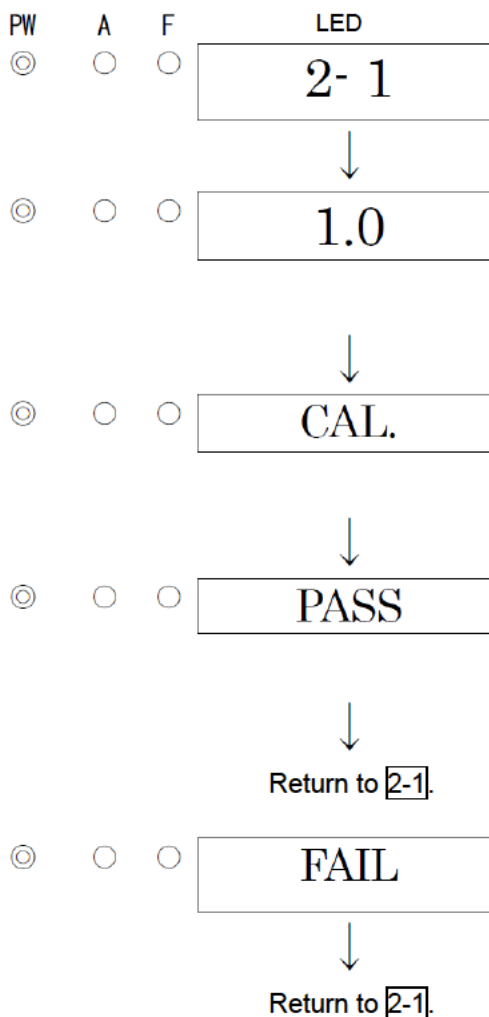 PW A F LED
2- 1
1.0
CAL.
PASS
Return to 2-1.
FAIL
Return to 2-1.